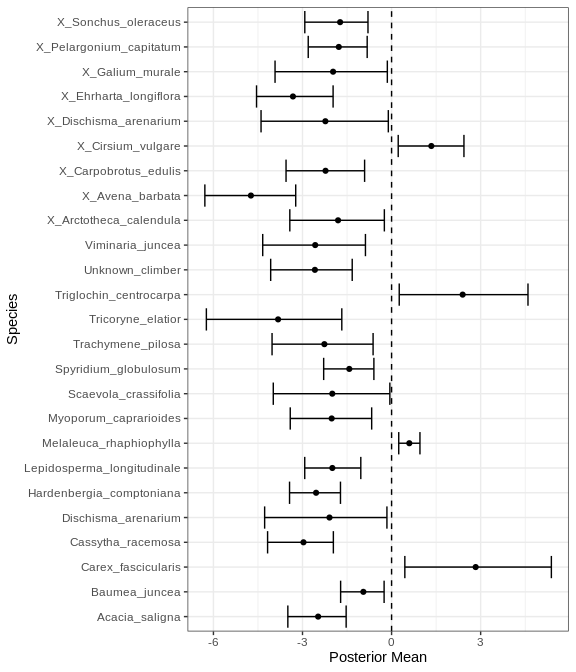 X_Sonchus_oleraceus
X_Pelargonium_capitatum
X_Galium_murale
X_Ehrharta_longiflora
X_Dischisma_arenarium
X_Cirsium_vulgare
X_Carpobrotus_edulis
X_Avena_barbata
X_Arctotheca_calendula
Viminaria_juncea
Unknown_climber
Triglochin_centrocarpa
Tricoryne_elatior
Trachymene_pilosa
Spyridium_globulosum
Scaevola_crassifolia
Myoporum_caprarioides
Melaleuca_rhaphiophylla
Lepidosperma_longitudinale
Hardenbergia_comptoniana
Dischisma_arenarium
Cassytha_racemosa
Carex_fascicularis
Baumea_juncea
Acacia_saligna
Species
-6 -3 0 3
Posterior Mean